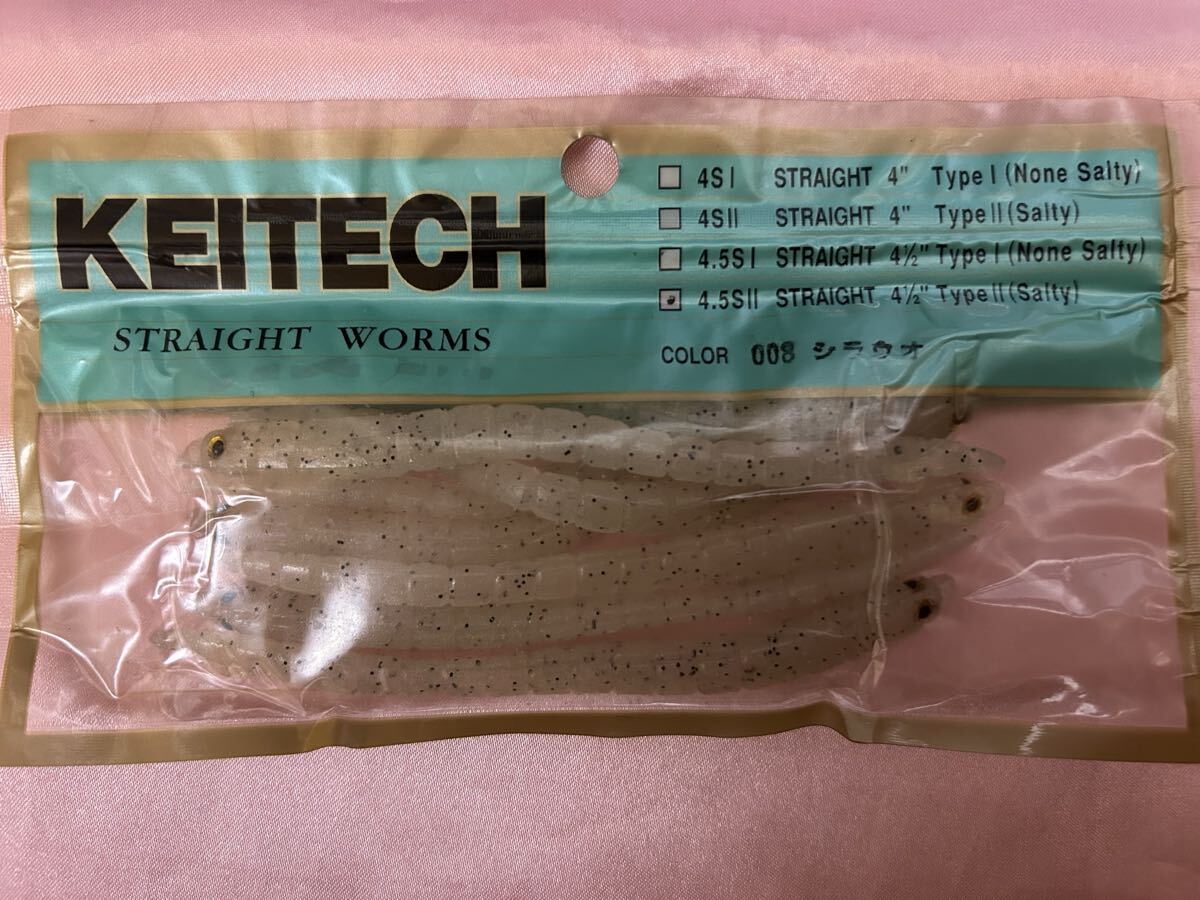 KEITECH
STRAIGHT WORMS
4S I STRAIGHT 4" Type I (None Salty)
4S II STRAIGHT 4" Type II (Salty)
4.5S I STRAIGHT 4½" Type I (None Salty)
4.5S II STRAIGHT 4½" Type II (Salty)
COLOR 008 シラウオ